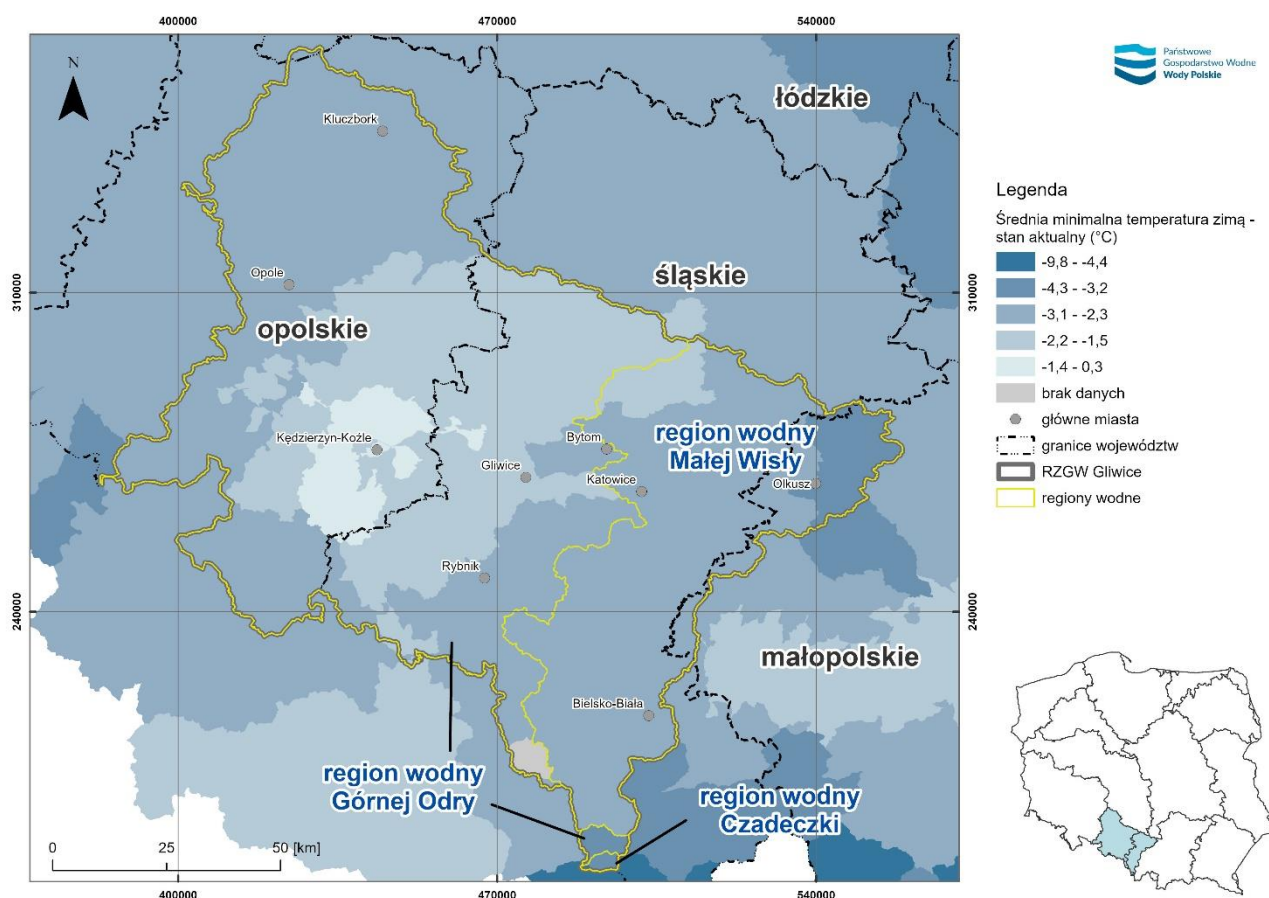 400000
470000
540000
Państwowe
Gospodarstwo Wodne
Wody Polskie
N
łódzkie
Kluczbork
Legenda
Średnia minimalna temperatura zimą -
stan aktualny (°C)
-9,8 - -4,4
-4,3 - -3,2
-3,1 - -2,3
-2,2 - -1,5
-1,4 - 0,3
brak danych
główne miasta
granice województw
RZGW Gliwice
regiony wodne
Opole
śląskie
310000
310000
opolskie
Kędzierzyn-Koźle
Bytom
region wodny
Małej Wisły
Gliwice
Katowice
Olkusz
Rybnik
240000
240000
małopolskie
Bielsko-Biała
region wodny
Górnej Odry
region wodny
Czadeczki
0
25
50 [km]
400000
470000
540000